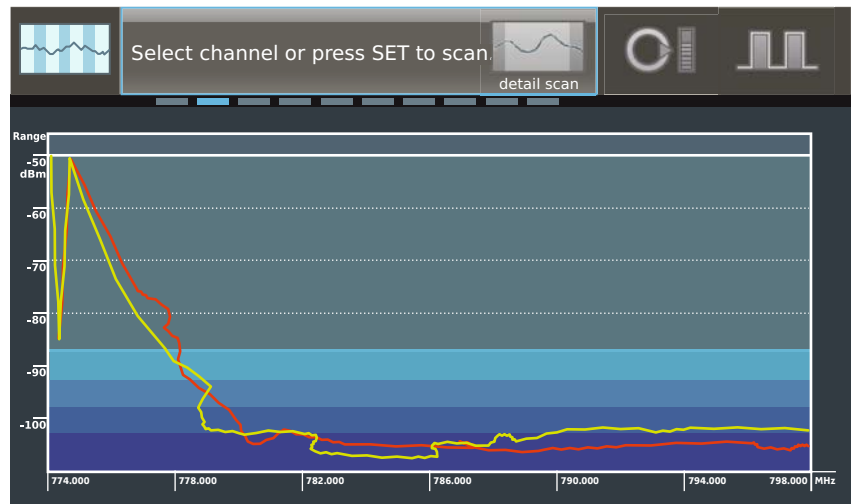 Select channel or press SET to scan.
detail scan
Range
-50
dBm
-60
-70
-80
-90
-100
774.000
778.000
782.000
786.000
790.000
794.000
798.000 MHz